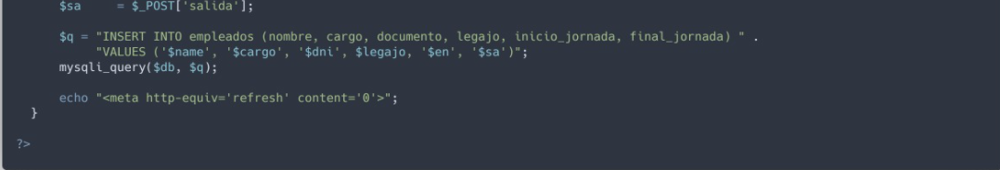 $sa     = $_POST['salida'];
$q = "INSERT INTO empleados (nombre, cargo, documento, legajo, inicio_jornada, final_jornada) " .
"VALUES ('$name', '$cargo', '$dni', $legajo, '$en', '$sa')";
mysqli_query($db, $q);
echo "<meta http-equiv='refresh' content='0'>";
}
?>